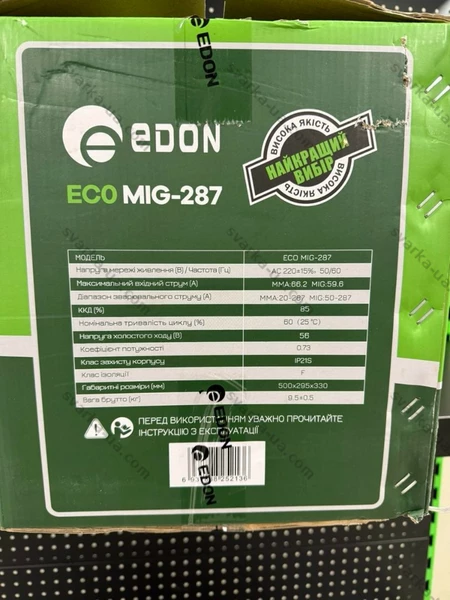 EDON
EDON
ВИСОКА ЯКІСТЬ
НАЙКРАЩИЙ
ВИБІР
ВИСОКА ЯКІСТЬ
ECO MIG-287
МОДЕЛЬ ECO MIG-287
Напруга мережі живлення (В) / Частота (Гц) AC 220±15%· 50/60
Максимальний вхідний струм (А) MMA:66.2 MIG:59.6
Діапазон зварювального струму (А) MMA:20-287 MIG:50-287
ККД (%) 85
Номінальна тривалість циклу (%) 60 (25°C)
Напруга холостого ходу (В) 56
Коефіцієнт потужності 0.73
Клас захисту корпусу IP21S
Клас ізоляції F
Габаритні розміри (мм) 500x295x330
Вага брутто (кг) 9.5±0.5
ПЕРЕД ВИКОРИСТАННЯМ УВАЖНО ПРОЧИТАЙТЕ
ІНСТРУКЦІЮ З ЕКСПЛУАТАЦІЇ
EDON
EDON
svarka-ua.com